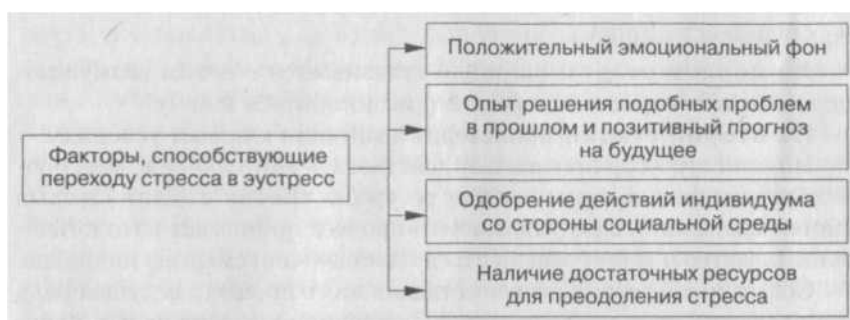 Факторы, способствующие
переходу стресса в эустресс
Положительный эмоциональный фон
Опыт решения подобных проблем
в прошлом и позитивный прогноз
на будущее
Одобрение действий индивидуума
со стороны социальной среды
Наличие достаточных ресурсов
для преодоления стресса